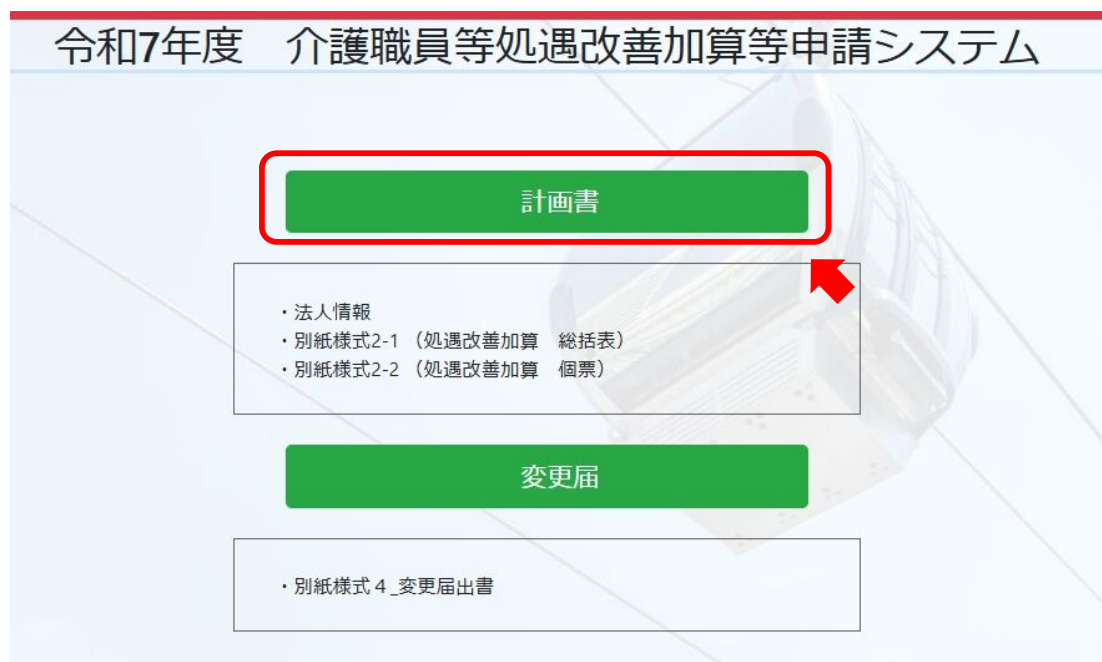 令和7年度　介護職員等処遇改善加算等申請システム
計画書
・法人情報
・別紙様式2-1 （処遇改善加算　総括表）
・別紙様式2-2 （処遇改善加算　個票）
変更届
・別紙様式４_変更届出書